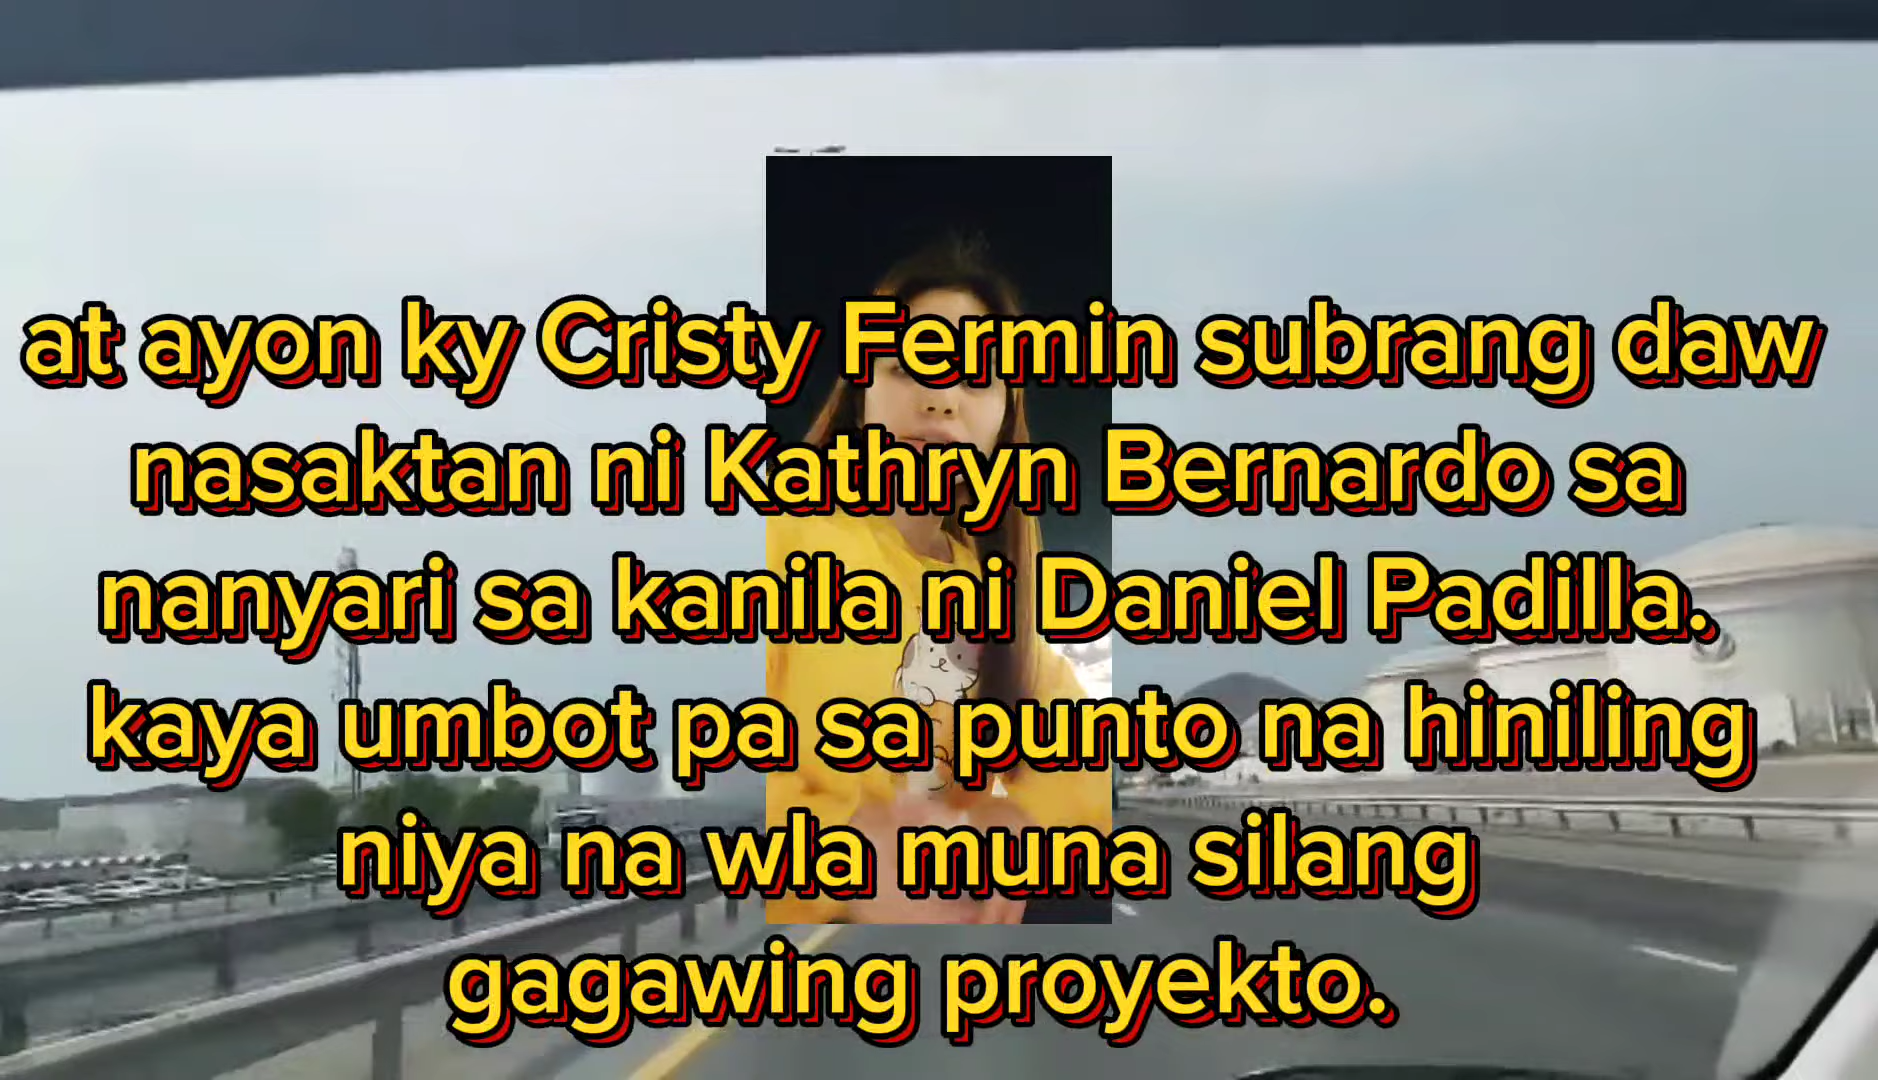 at ayon ky Cristy Fermin subrang daw
nasaktan ni Kathryn Bernardo sa
nanyari sa kanila ni Daniel Padilla.
kaya umbot pa sa punto na hiniling
niya na wla muna silang
gagawing proyekto.